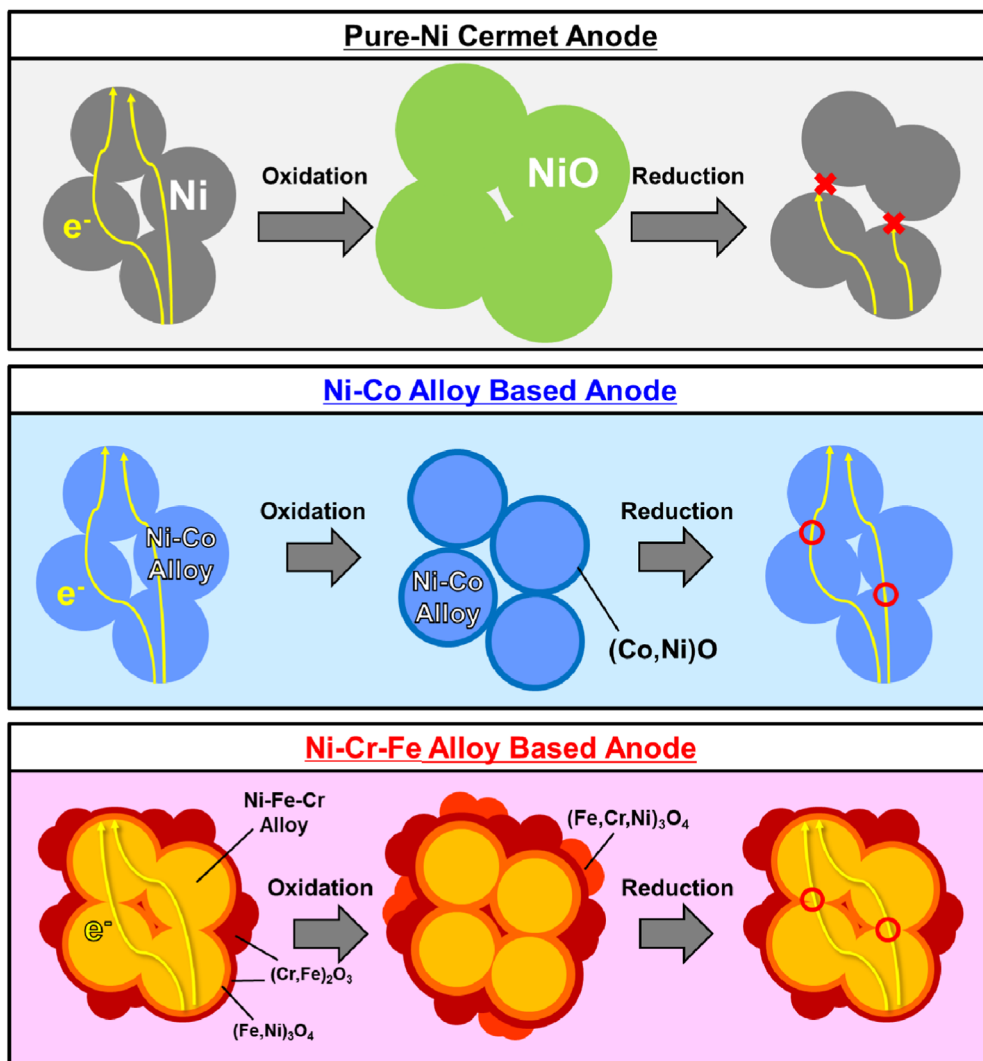 Pure-Ni Cermet Anode
Ni
e-
Oxidation
NiO
Reduction
Ni-Co Alloy Based Anode
Ni-Co
Alloy
e-
Oxidation
Ni-Co
Alloy
(Co,Ni)O
Reduction
Ni-Cr-Fe Alloy Based Anode
Ni-Fe-Cr
Alloy
e-
(Cr,Fe)₂O₃
(Fe,Ni)₃O₄
Oxidation
(Fe,Cr,Ni)₃O₄
Reduction